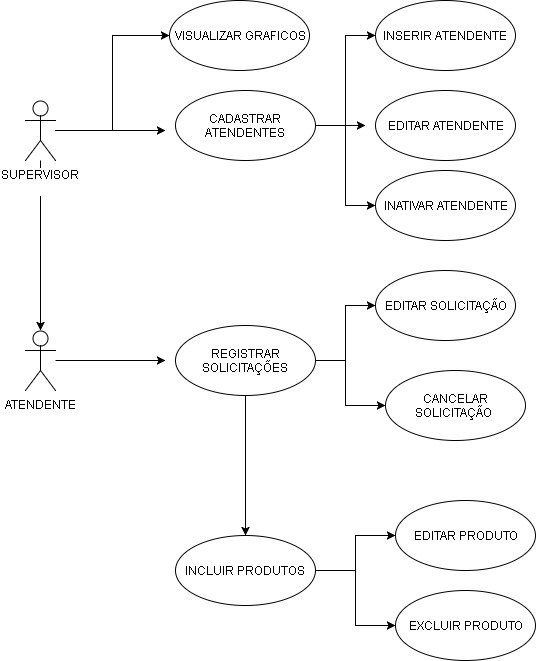 VISUALIZAR GRAFICOS
INSERIR ATENDENTE
CADASTRAR
ATENDENTES
EDITAR ATENDENTE
SUPERVISOR
INATIVAR ATENDENTE
EDITAR SOLICITAÇÃO
REGISTRAR
SOLICITAÇÕES
ATENDENTE
CANCELAR
SOLICITAÇÃO
EDITAR PRODUTO
INCLUIR PRODUTOS
EXCLUIR PRODUTO